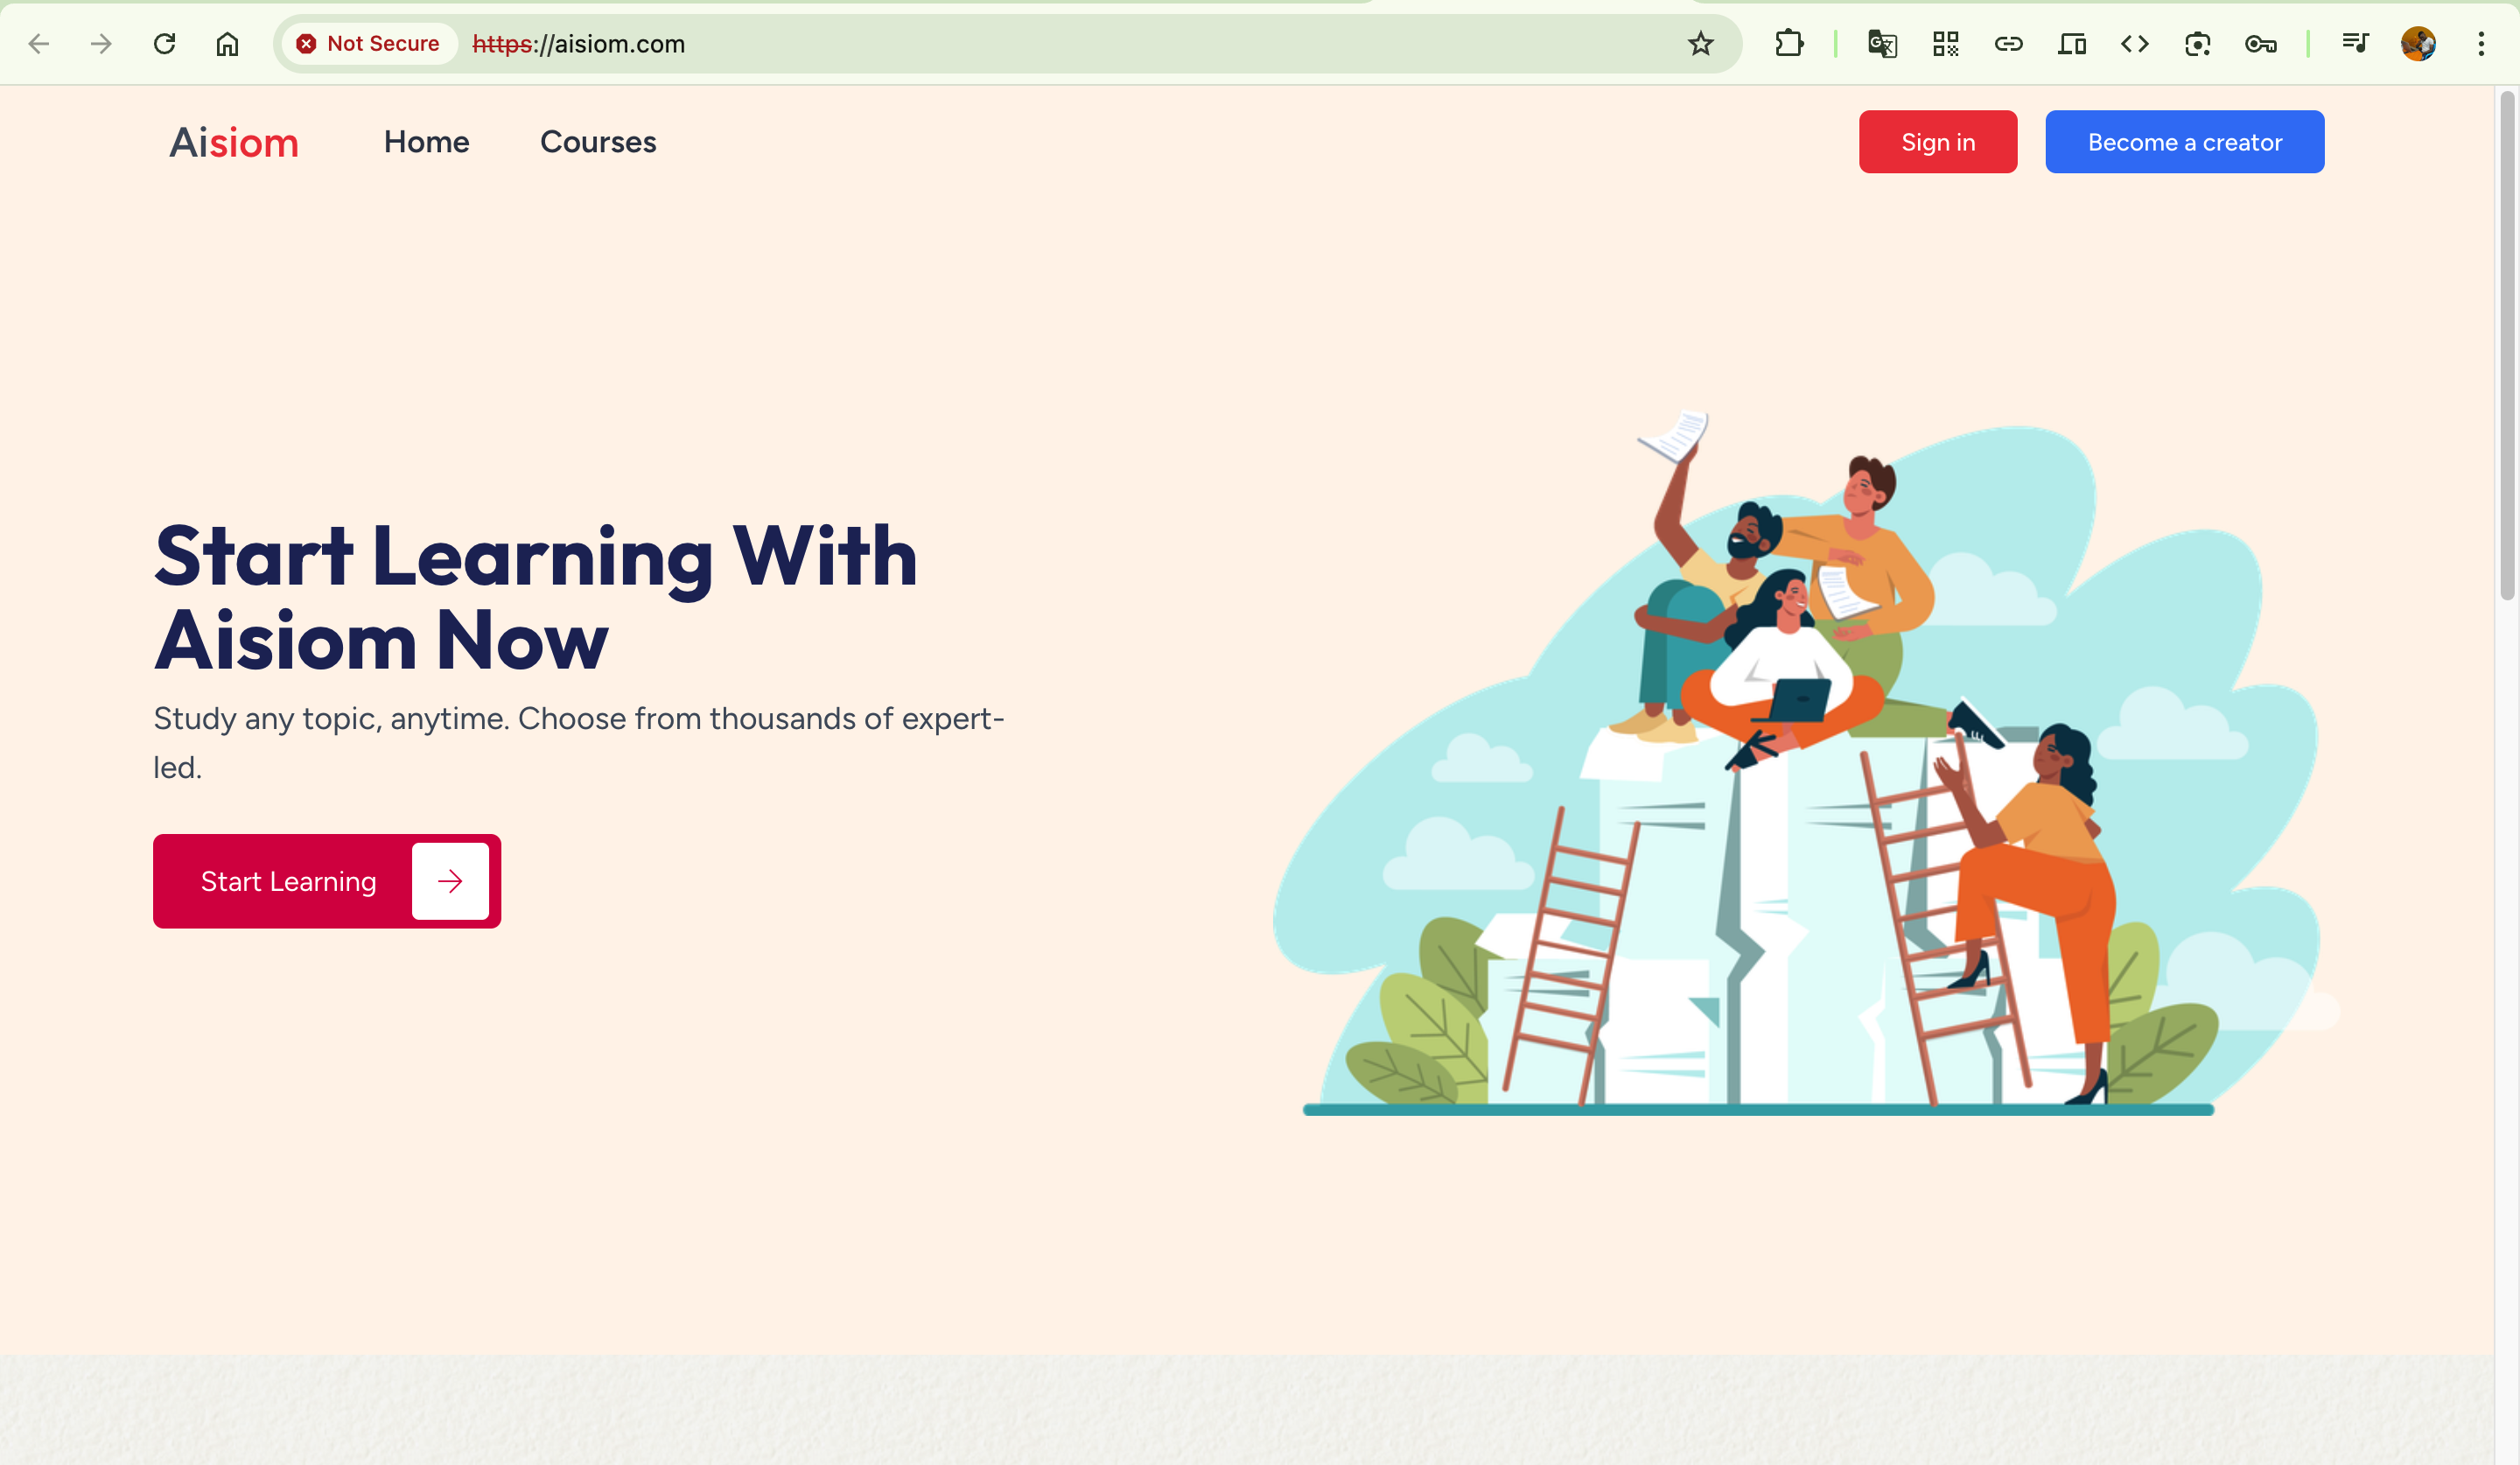 Not Secure https://aisiom.com
Aisiom Home Courses Sign in Become a creator
Start Learning With
Aisiom Now
Study any topic, anytime. Choose from thousands of expert-
led.
Start Learning